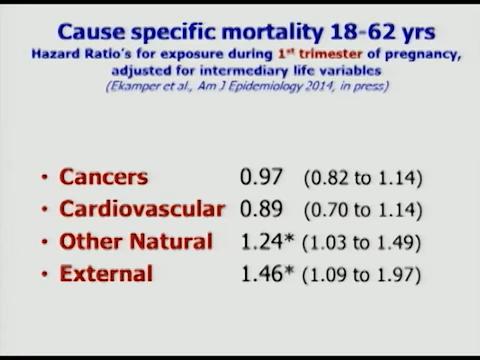 Cause specific mortality 18-62 yrs
Hazard Ratio's for exposure during 1st trimester of pregnancy,
adjusted for intermediary life variables
(Ekamper et al., Am J Epidemiology 2014, in press)
• Cancers 0.97 (0.82 to 1.14)
• Cardiovascular 0.89 (0.70 to 1.14)
• Other Natural 1.24* (1.03 to 1.49)
• External 1.46* (1.09 to 1.97)